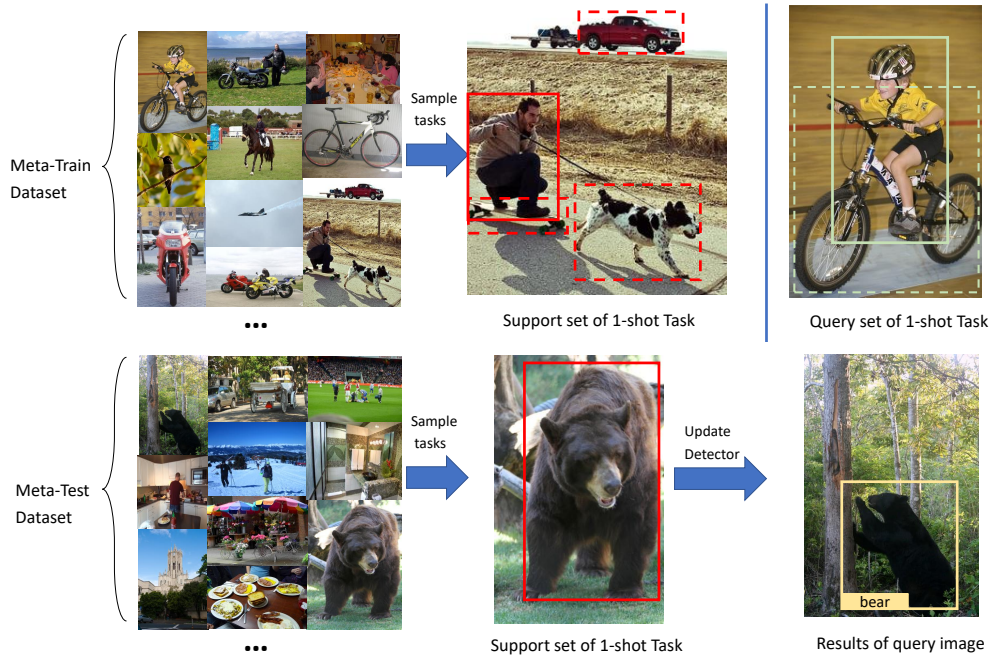 Meta-Train
Dataset
Sample
tasks
Support set of 1-shot Task
Query set of 1-shot Task
...
Meta-Test
Dataset
Sample
tasks
Update
Detector
bear
Support set of 1-shot Task
Results of query image
...